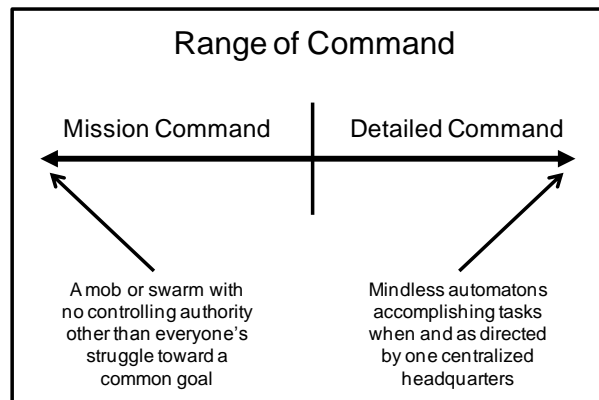 Range of Command
Mission Command
Detailed Command
A mob or swarm with
no controlling authority
other than everyone's
struggle toward a
common goal
Mindless automatons
accomplishing tasks
when and as directed
by one centralized
headquarters